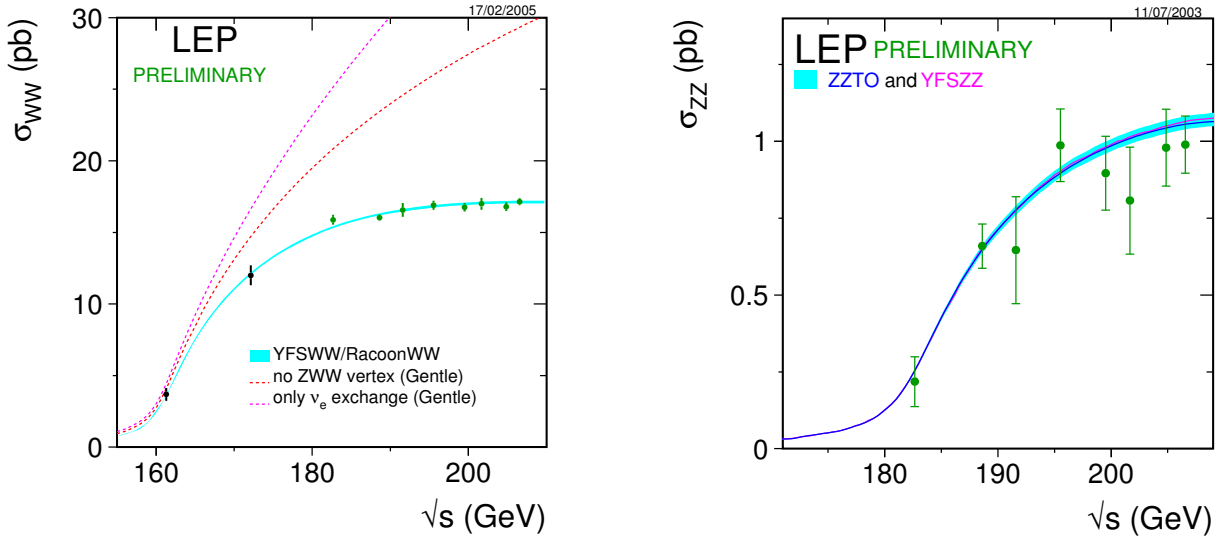 17/02/2005
LEP
PRELIMINARY
σWW (pb)
30
20
10
0
YFSWW/RacoonWW
no ZWW vertex (Gentle)
only νe exchange (Gentle)
160
180
200
√s (GeV)
11/07/2003
LEP PRELIMINARY
ZZTO and YFSZZ
σZZ (pb)
1
0.5
0
180
190
200
√s (GeV)